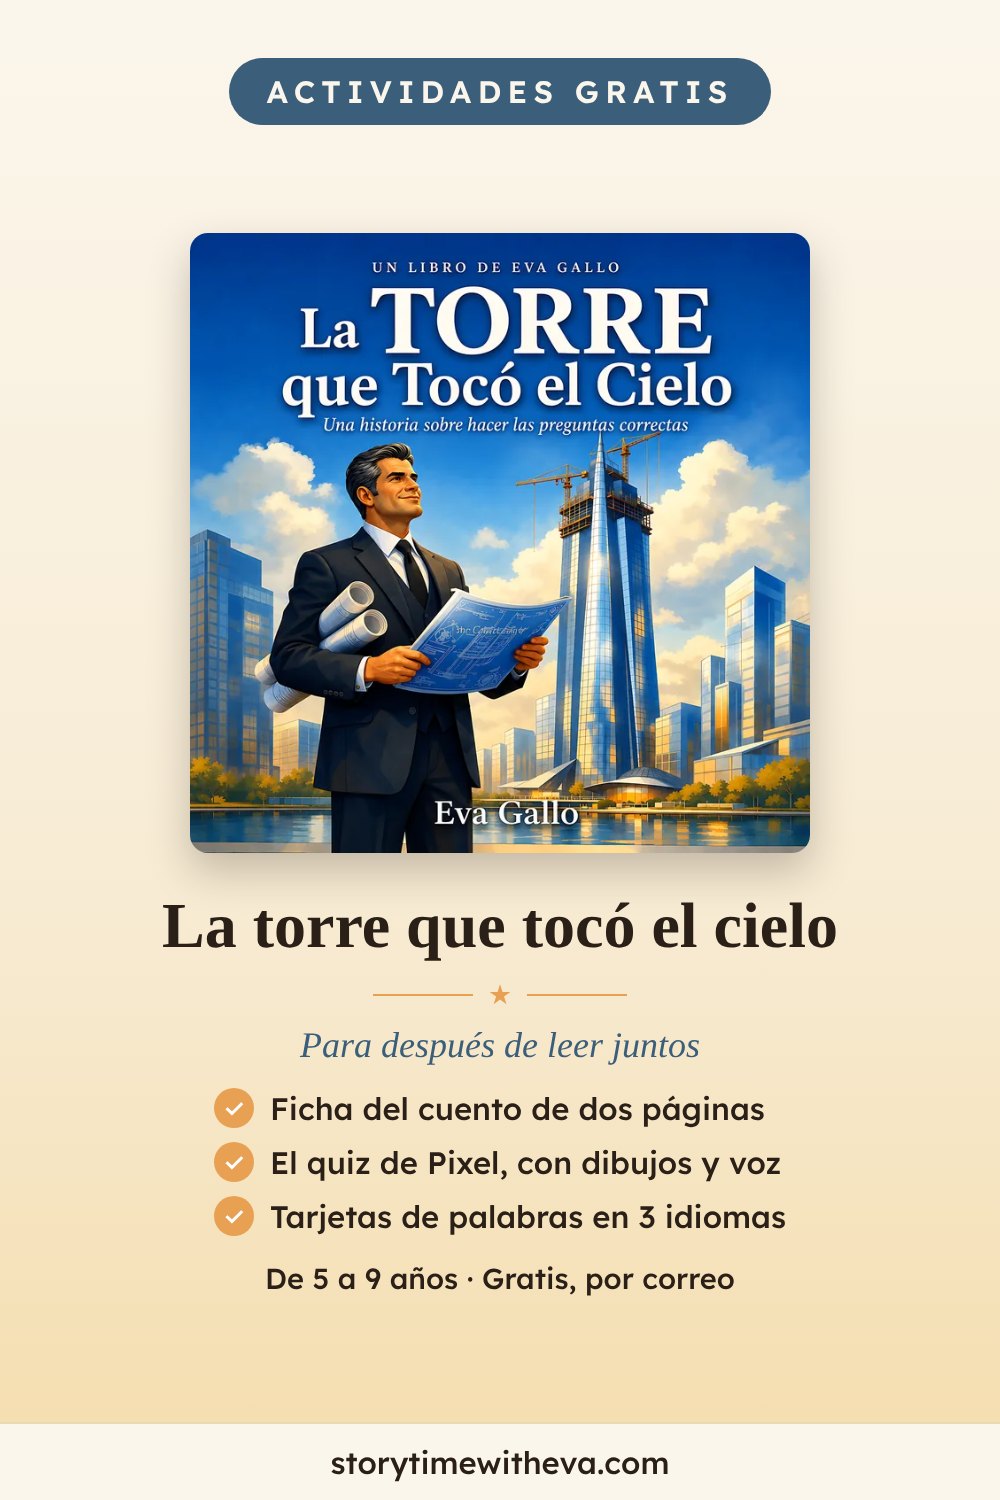 ACTIVIDADES GRATIS
UN LIBRO DE EVA GALLO
La TORRE
que Tocó el Cielo
Una historia sobre hacer las preguntas correctas
Eva Gallo
La torre que tocó el cielo
Para después de leer juntos
Ficha del cuento de dos páginas
El quiz de Pixel, con dibujos y voz
Tarjetas de palabras en 3 idiomas
De 5 a 9 años · Gratis, por correo
storytimewitheva.com